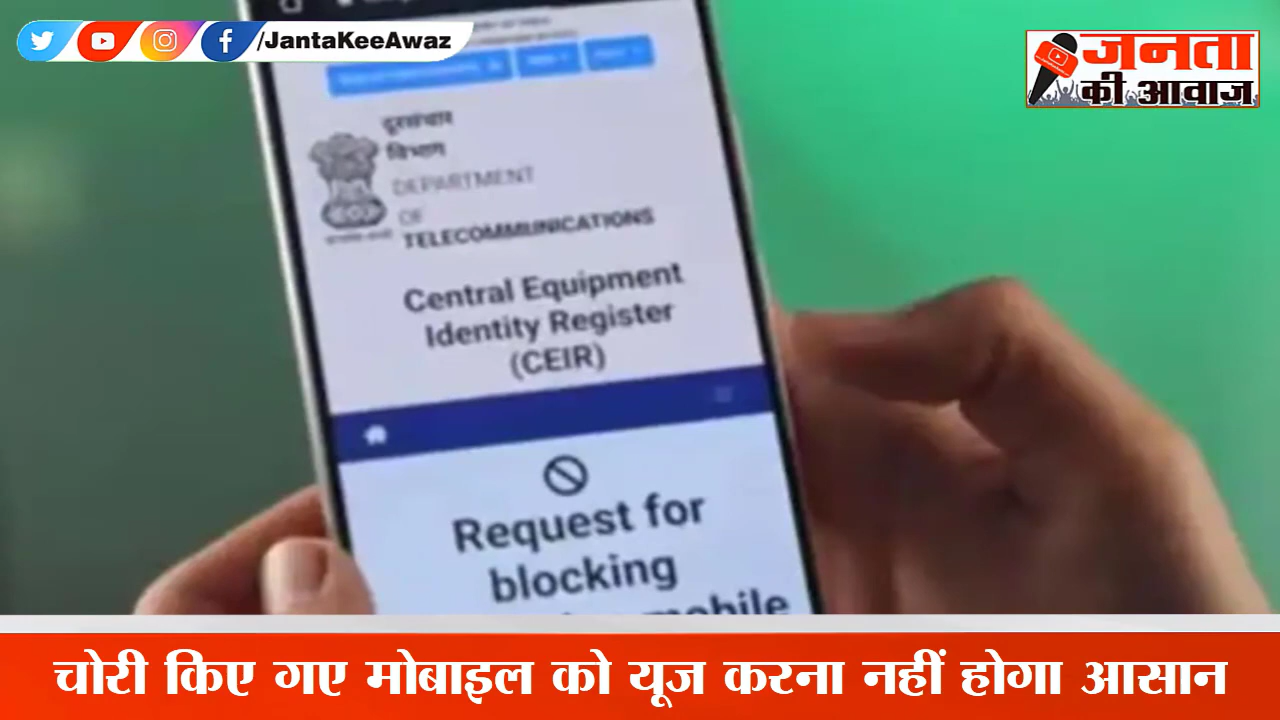 /JantaKeeAwaz
जनता
की आवाज
दूरसंचार
विभाग
DEPARTMENT
OF
TELECOMMUNICATIONS
Central Equipment
Identity Register
(CEIR)
Request for
blocking
mobile
चोरी किए गए मोबाइल को यूज करना नहीं होगा आसान